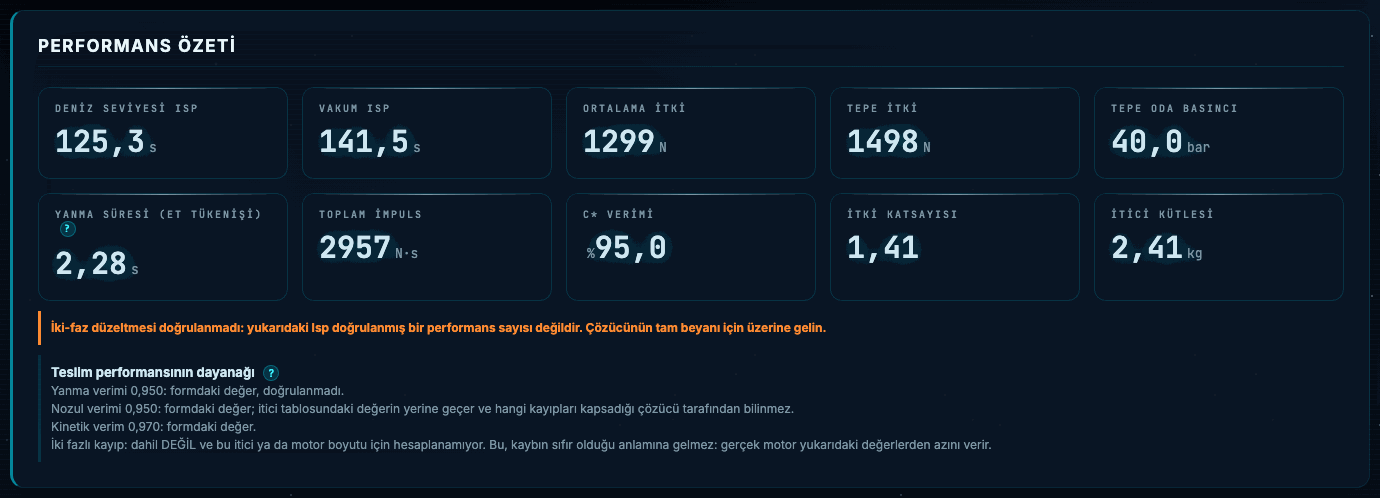 PERFORMANS ÖZETİ
DENİZ SEVİYESİ ISP
125,3 s
VAKUM ISP
141,5 s
ORTALAMA İTKİ
1299 N
TEPE İTKİ
1498 N
TEPE ODA BASINCI
40,0 bar
YANMA SÜRESİ (ET TÜKENİŞİ)
?
2,28 s
TOPLAM İMPULS
2957 N·s
C* VERİMİ
%95,0
İTKİ KATSAYISI
1,41
İTİCİ KÜTLESİ
2,41 kg
İki-faz düzeltmesi doğrulanmadı: yukarıdaki Isp doğrulanmış bir performans sayısı değildir. Çözücünün tam beyanı için üzerine gelin.
Teslim performansının dayanağı ?
Yanma verimi 0,950: formdaki değer, doğrulanmadı.
Nozul verimi 0,950: formdaki değer; itici tablosundaki değerin yerine geçer ve hangi kayıpları kapsadığı çözücü tarafından bilinmez.
Kinetik verim 0,970: formdaki değer.
İki fazlı kayıp: dahil DEĞİL ve bu itici ya da motor boyutu için hesaplanamıyor. Bu, kaybın sıfır olduğu anlamına gelmez: gerçek motor yukarıdaki değerlerden azını verir.